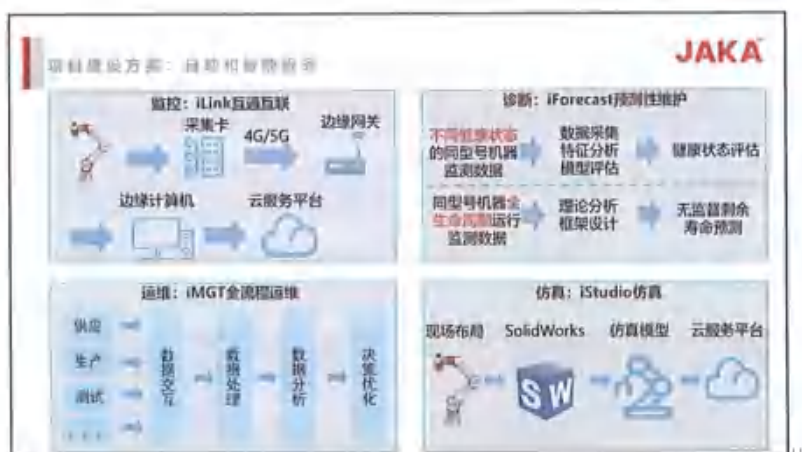 JAKA
监控：iLink互通互联
采集卡
4G/5G
边缘网关
边缘计算机
云服务平台
诊断：iForecast预测性维护
不同健康状态
的同型号机器
监测数据
数据采集
特征分析
模型评估
健康状态评估
同型号机器全
生命周期运行
监测数据
理论分析
框架设计
无监督剩余
寿命预测
运维：iMGT全流程运维
供应
生产
测试
......
数据交互
数据处理
数据分析
决策优化
仿真：iStudio仿真
现场布局
SolidWorks
仿真模型
云服务平台
SW